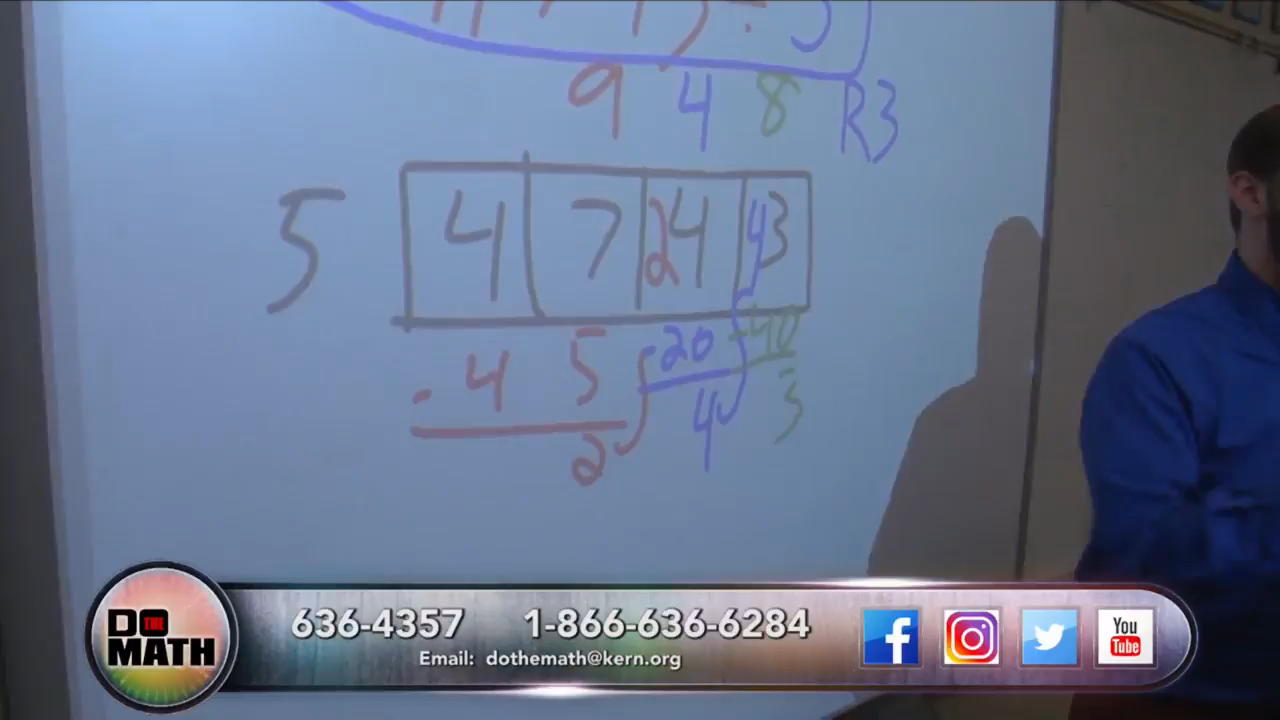 9 4 8 R3
5 4 7 24 43
- 4 5 - 20 - 40
2 4 3
DO THE MATH
636-4357 1-866-636-6284
Email: dothemath@kern.org
f
You Tube